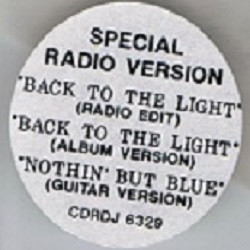 SPECIAL
RADIO VERSION
"BACK TO THE LIGHT"
(RADIO EDIT)
"BACK TO THE LIGHT"
(ALBUM VERSION)
"NOTHIN' BUT BLUE"
(GUITAR VERSION)
CDRDJ 6329